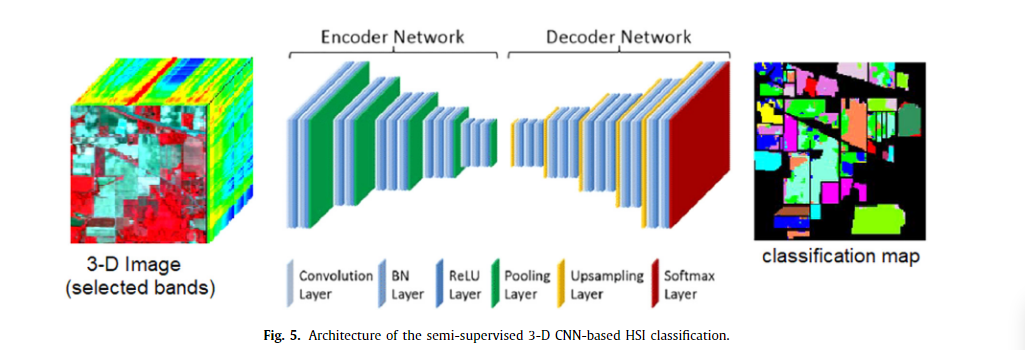 Encoder Network
Decoder Network
3-D Image
(selected bands)
classification map
Convolution
Layer
BN
Layer
ReLU
Layer
Pooling
Layer
Upsampling
Layer
Softmax
Layer
Fig. 5. Architecture of the semi-supervised 3-D CNN-based HSI classification.